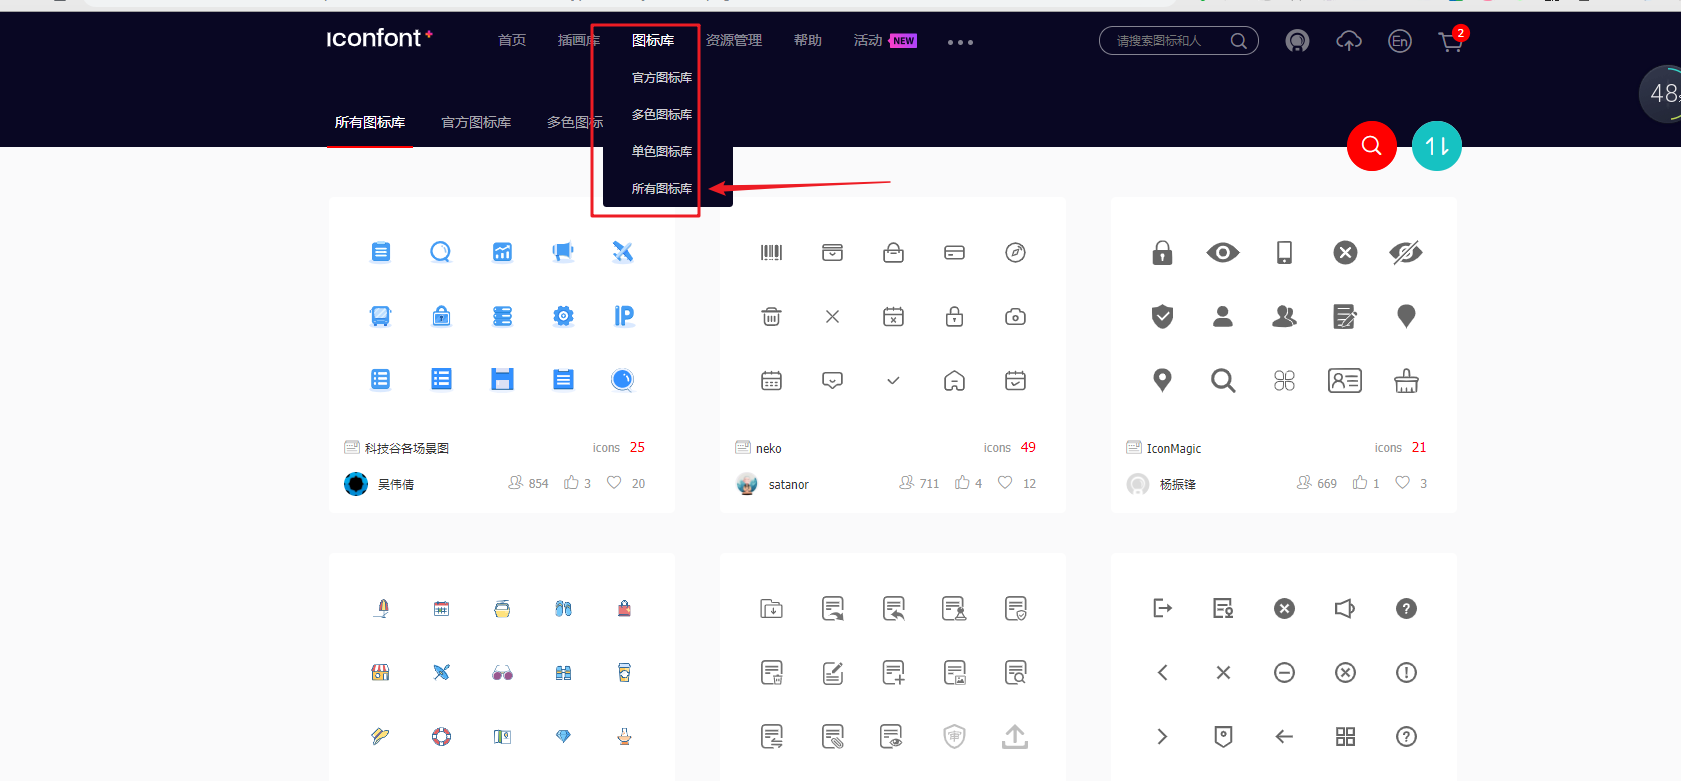 iconfont+
首页
插画库
图标库
资源管理
帮助
活动
NEW
请搜索图标和人
En
2
官方图标库
多色图标库
单色图标库
所有图标库
48
所有图标库
官方图标库
多色图标
IP
科技谷各场景图
icons 25
吴伟倩
854
3
20
neko
icons 49
satanor
711
4
12
IconMagic
icons 21
杨振锋
669
1
3
审